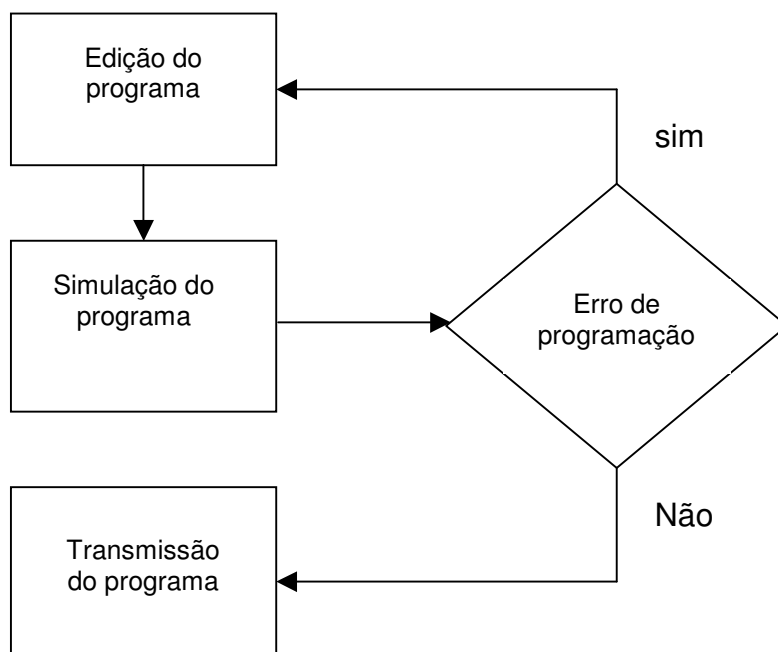 Edição do
programa
sim
Simulação do
programa
Erro de
programação
Não
Transmissão
do programa